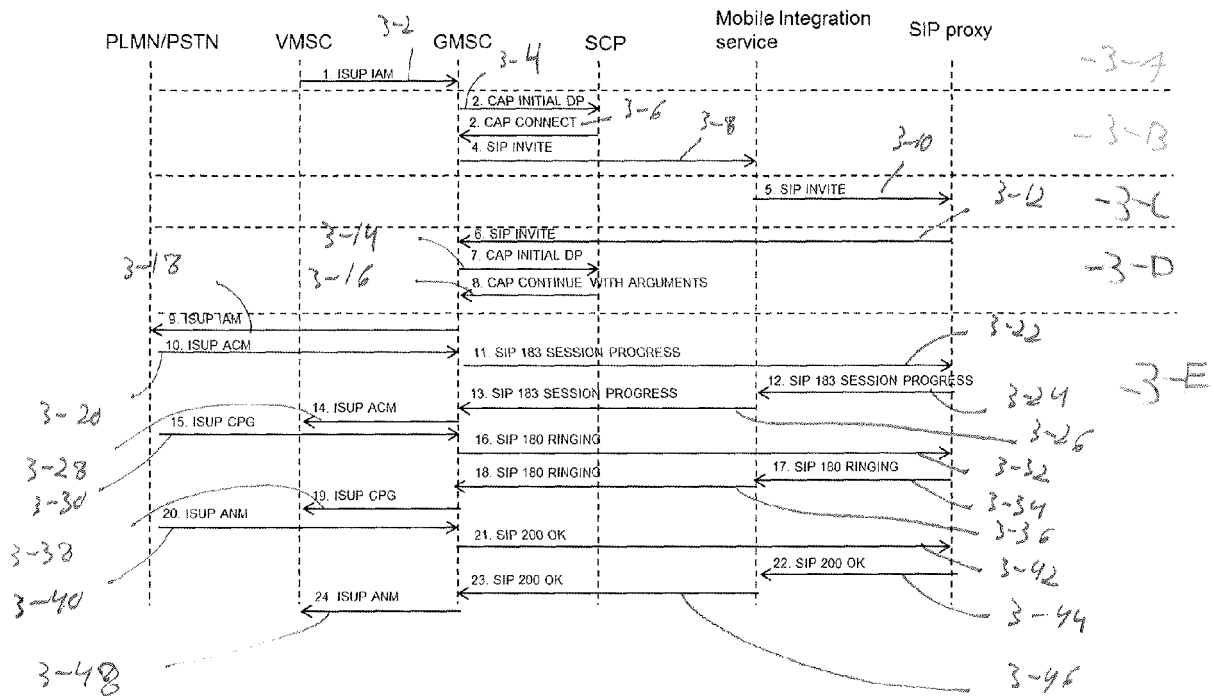 PLMN/PSTN VMSC GMSC SCP Mobile Integration service SIP proxy
3-2
1. ISUP IAM
3-4
-3-A
2. CAP INITIAL DP
2. CAP CONNECT
3-6
3-8
4. SIP INVITE
-3-B
3-10
5. SIP INVITE
3-12
-3-C
3-14
6. SIP INVITE
7. CAP INITIAL DP
3-18
3-16
8. CAP CONTINUE WITH ARGUMENTS
-3-D
9. ISUP IAM
3-22
10. ISUP ACM
11. SIP 183 SESSION PROGRESS
12. SIP 183 SESSION PROGRESS
-3-E
3-20
13. SIP 183 SESSION PROGRESS
3-24
14. ISUP ACM
15. ISUP CPG
3-26
3-28
16. SIP 180 RINGING
3-32
3-30
17. SIP 180 RINGING
18. SIP 180 RINGING
3-34
19. ISUP CPG
20. ISUP ANM
3-36
3-38
21. SIP 200 OK
3-42
22. SIP 200 OK
3-40
23. SIP 200 OK
24 ISUP ANM
3-44
3-48
3-46